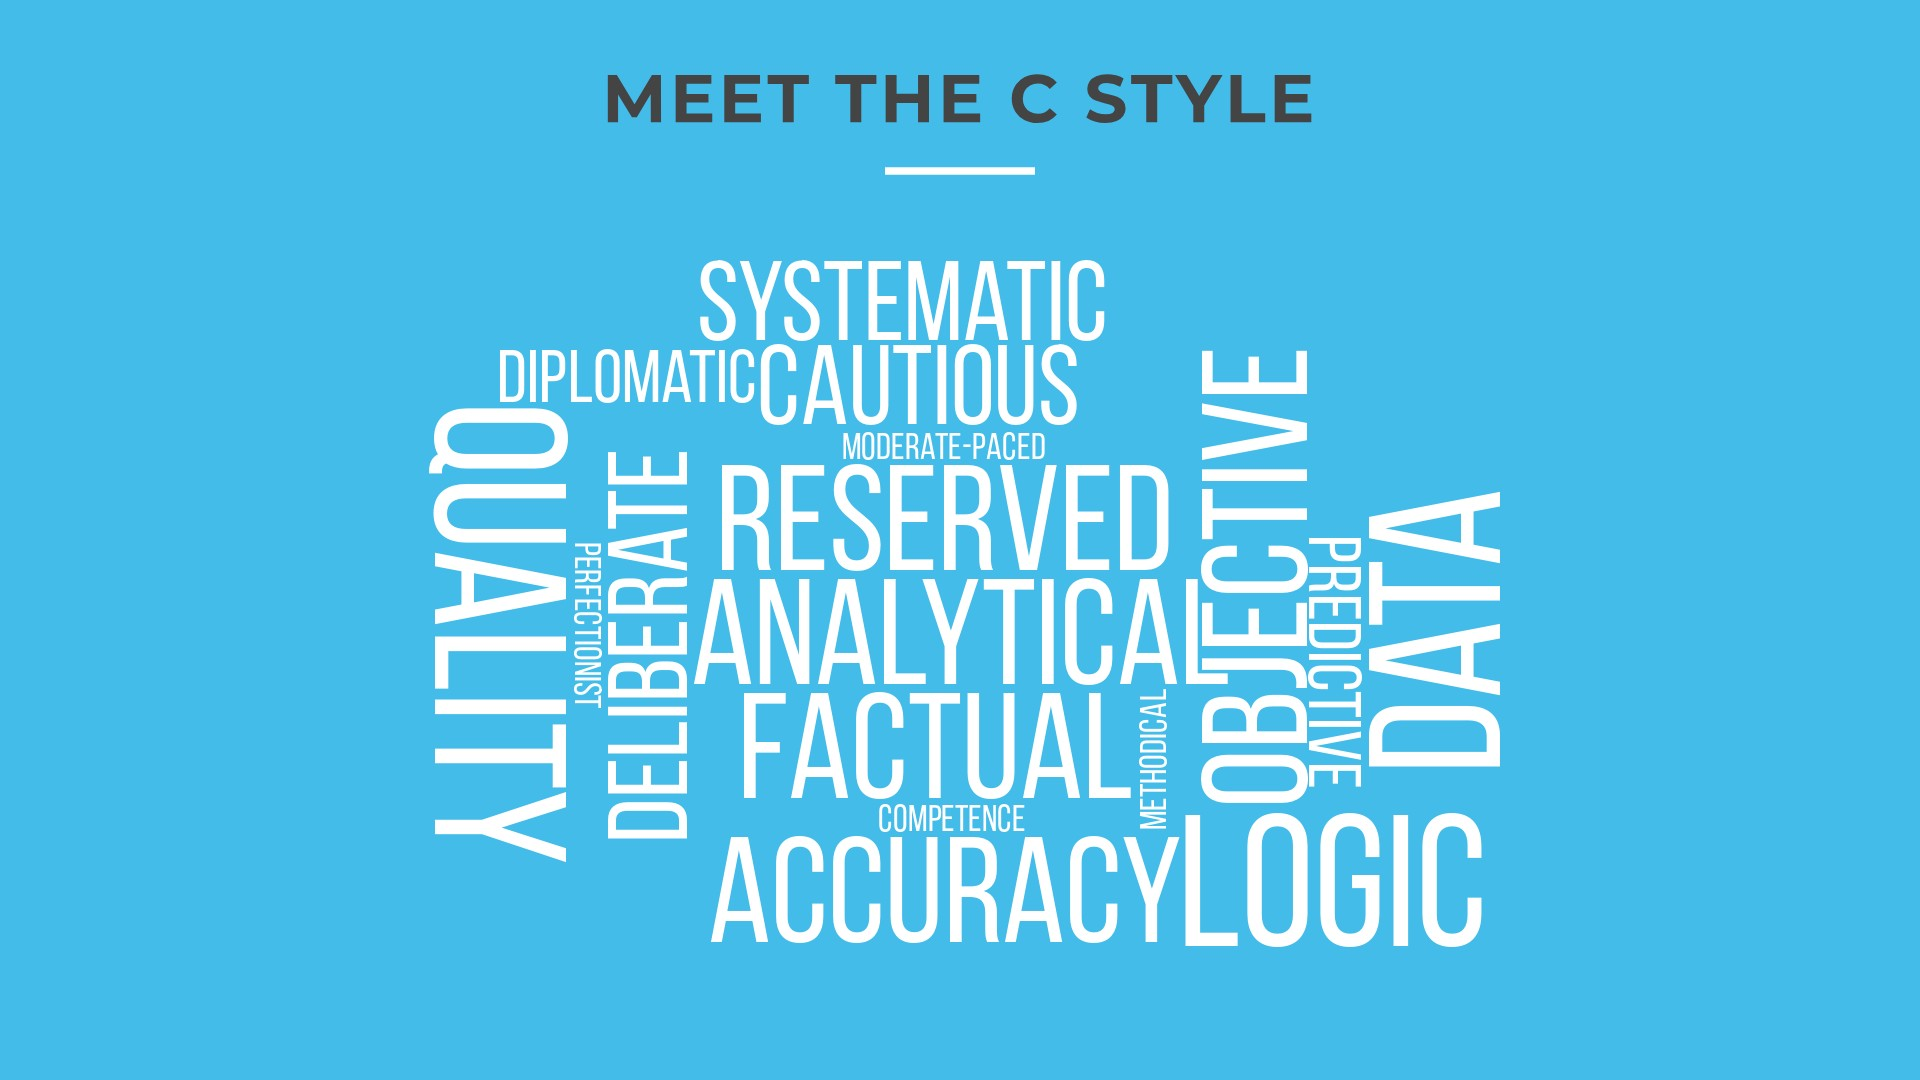 MEET THE C STYLE
SYSTEMATIC
DIPLOMATIC
CAUTIOUS
MODERATE-PACED
QUALITY
PERFECTIONIST
DELIBERATE
RESERVED
ANALYTICAL
FACTUAL
METHODICAL
OBJECTIVE
PREDICTIVE
DATA
COMPETENCE
ACCURACY
LOGIC